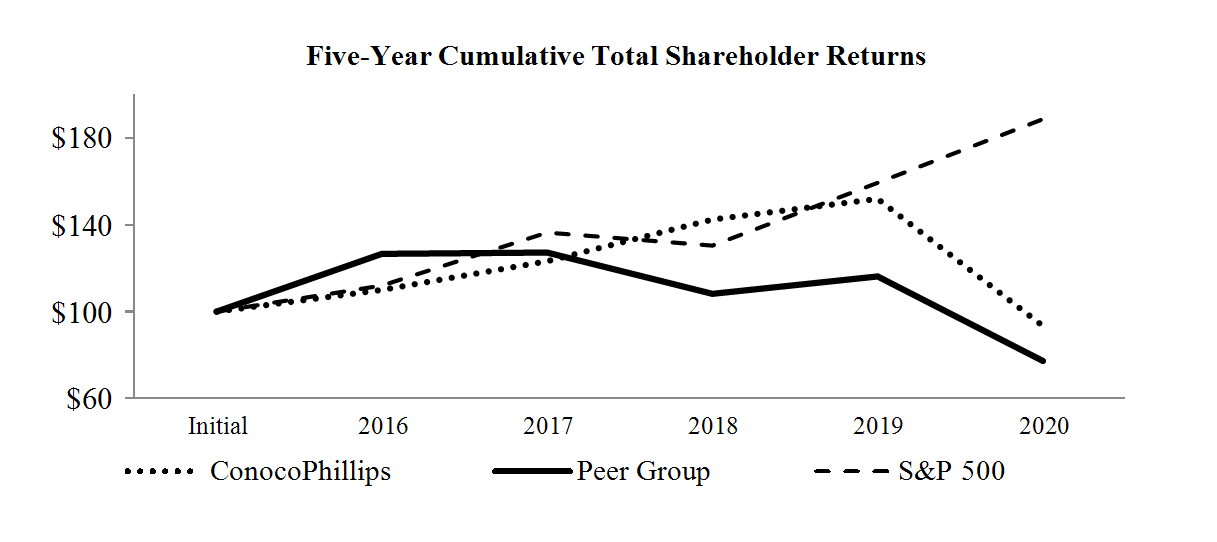 Five-Year Cumulative Total Shareholder Returns
$180
$140
$100
$60
Initial 2016 2017 2018 2019 2020
ConocoPhillips Peer Group S&P 500